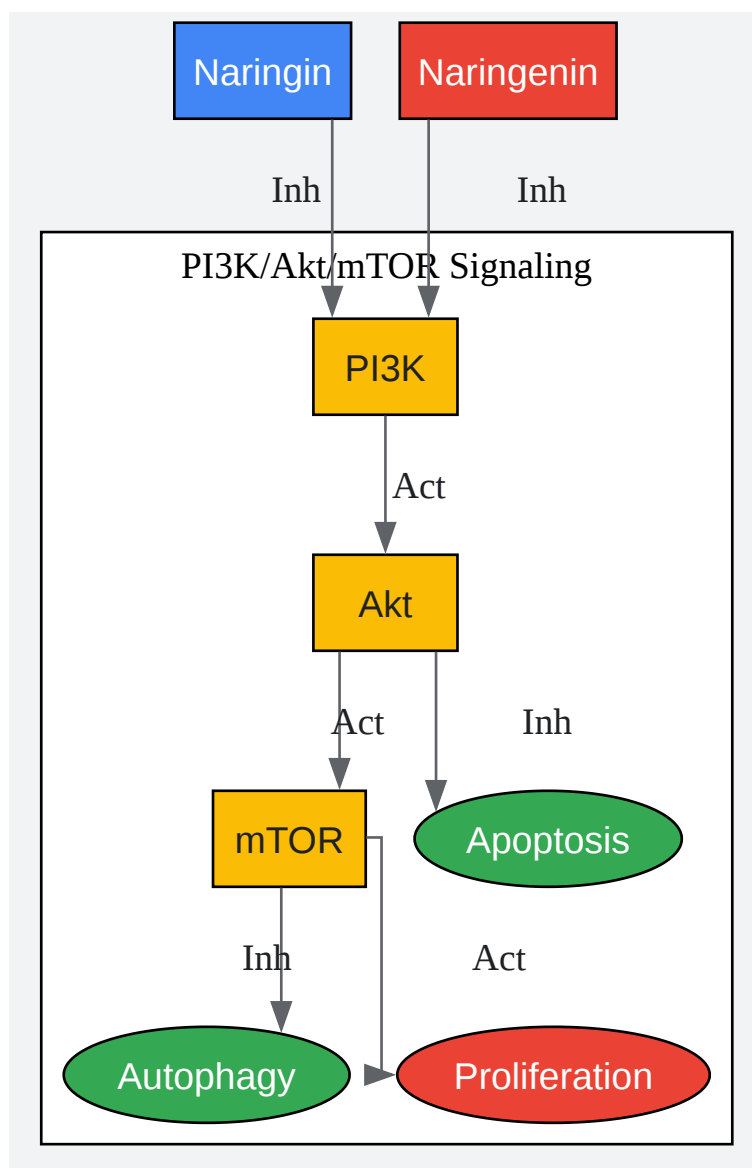 Naringin
Naringenin
Inh
Inh
PI3K/Akt/mTOR Signaling
PI3K
Act
Akt
Act
Inh
mTOR
Apoptosis
Inh
Act
Autophagy
Proliferation